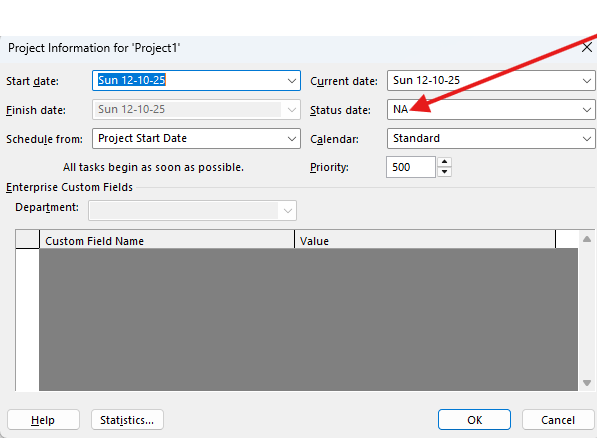 Project Information for 'Project1'
Start date: Sun 12-10-25 Current date: Sun 12-10-25
Finish date: Sun 12-10-25 Status date: NA
Schedule from: Project Start Date Calendar: Standard
All tasks begin as soon as possible. Priority: 500
Enterprise Custom Fields
Department:
Custom Field Name Value
Help Statistics... OK Cancel